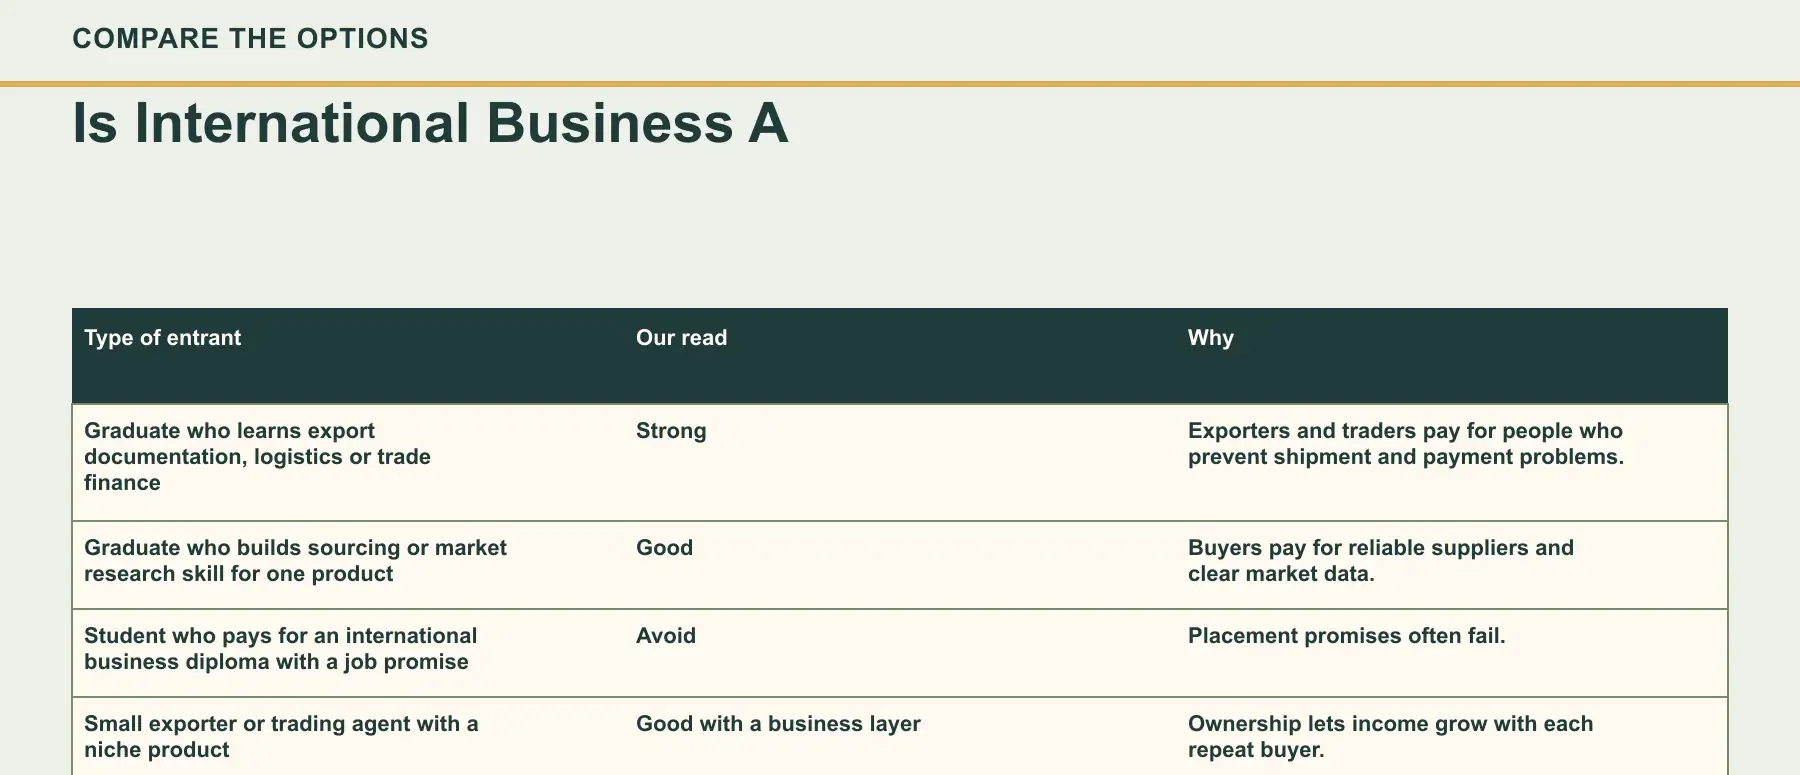 COMPARE THE OPTIONS
Is International Business A
Type of entrant
Our read
Why
Graduate who learns export
documentation, logistics or trade
finance
Strong
Exporters and traders pay for people who
prevent shipment and payment problems.
Graduate who builds sourcing or market
research skill for one product
Good
Buyers pay for reliable suppliers and
clear market data.
Student who pays for an international
business diploma with a job promise
Avoid
Placement promises often fail.
Small exporter or trading agent with a
niche product
Good with a business layer
Ownership lets income grow with each
repeat buyer.